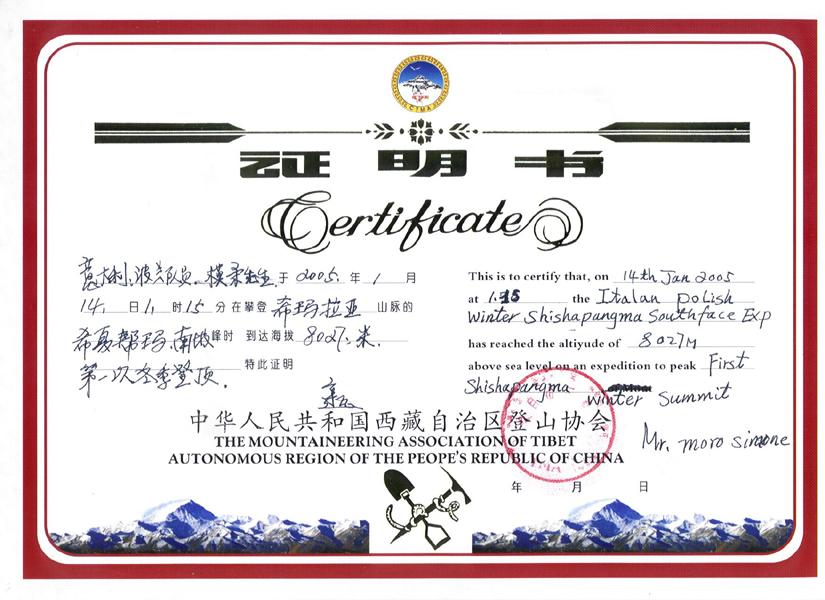 CTMA
证明书
Certificate
意大利、波兰队员、模柔先生于2005年1月
14日1时15分在攀登希玛拉亚山脉的
希夏邦玛南坡峰时到达海拔8027米.
第一次冬季登顶. 特此证明
This is to certify that, on 14th Jan 2005
at 1.15 the Italan polish
Winter Shishapangma Southface Exp
has reached the altiyude of 8027M
above sea level on an expedition to peak First
Shishapangma winter Summit
Mr. moro simone
中华人民共和国西藏自治区登山协会
THE MOUNTAINEERING ASSOCIATION OF TIBET
AUTONOMOUS REGION OF THE PEOPE'S REPUBLIC OF CHINA
年 月 日